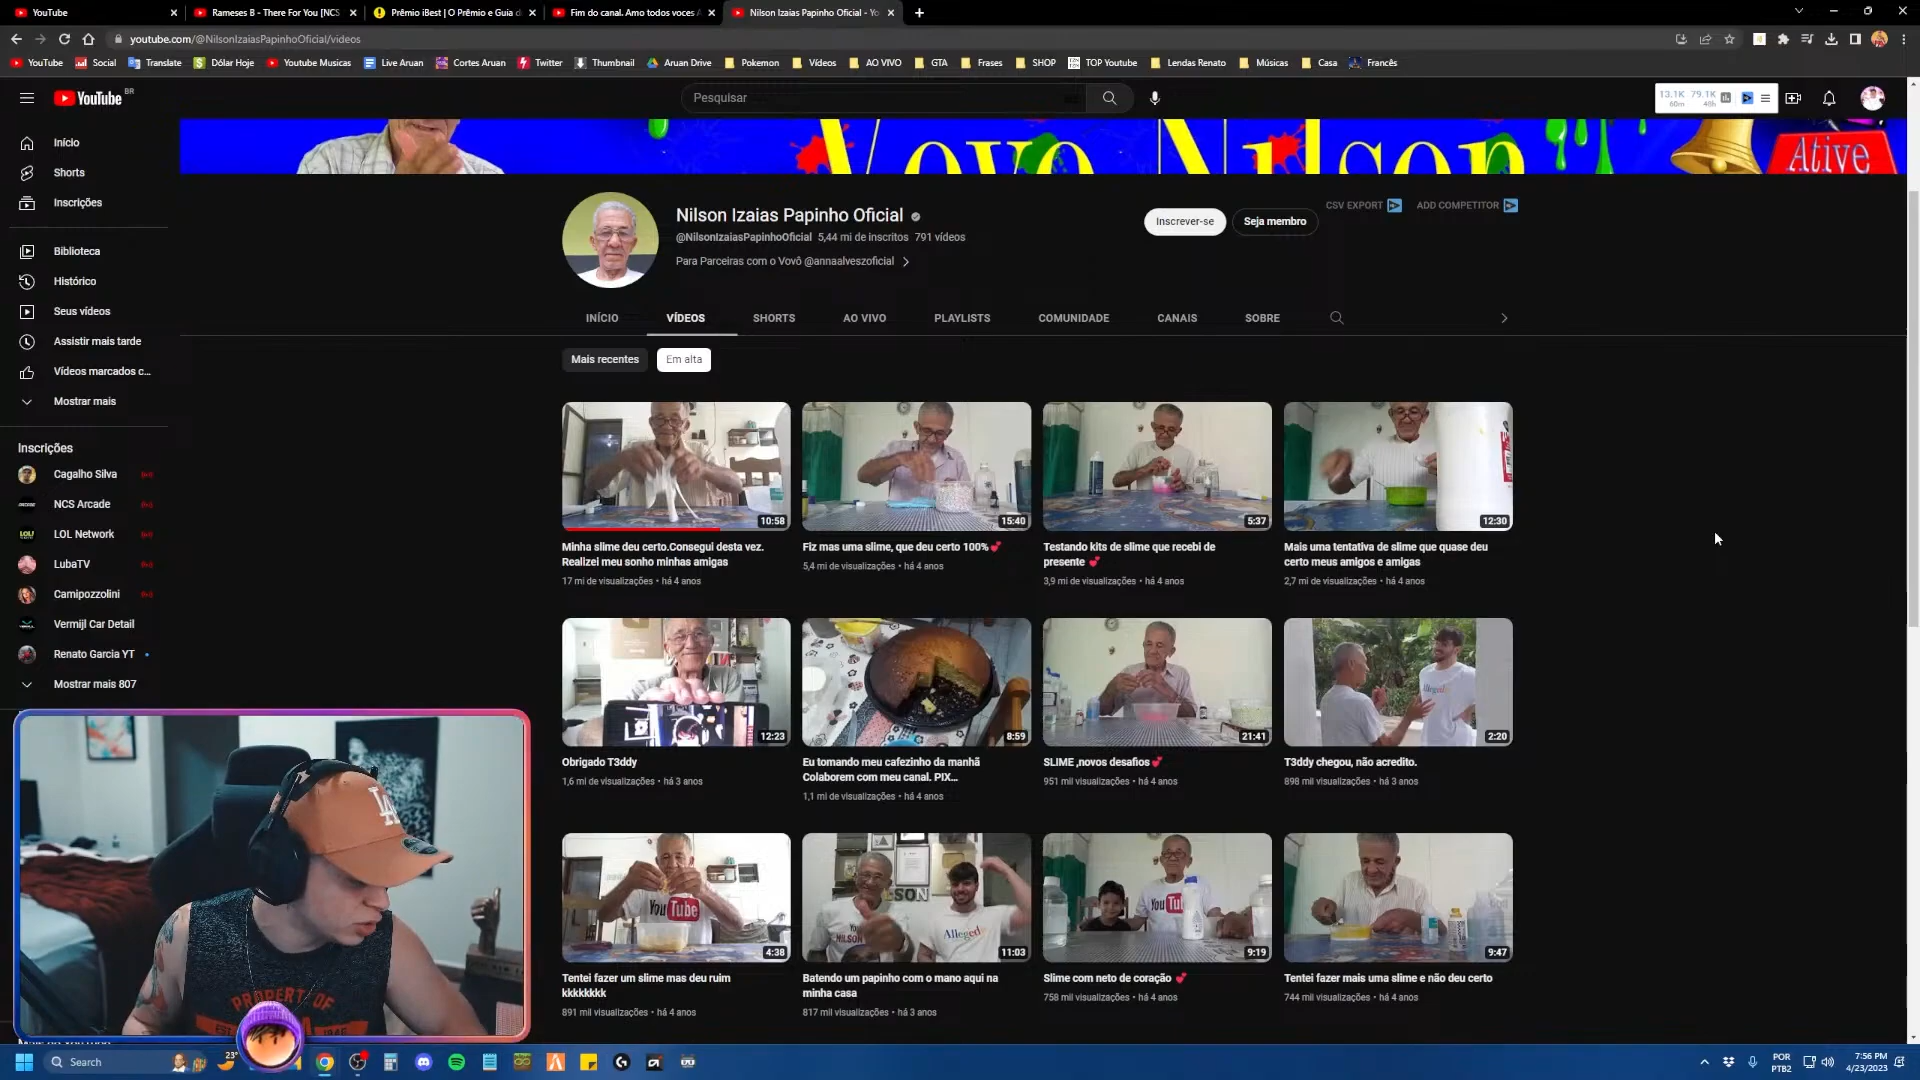 YouTube
Rameses B - There For You [NCS
Prêmio iBest | O Prêmio e Guia d
Fim do canal. Amo todos voces A
Nilson Izaias Papinho Oficial - Yo
youtube.com/@NilsonIzaiasPapinhoOficial/videos
YouTube
Social
Translate
Dólar Hoje
Youtube Musicas
Live Aruan
Cortes Aruan
Twitter
Thumbnail
Aruan Drive
Pokemon
Vídeos
AO VIVO
GTA
Frases
SHOP
TOP Youtube
Lendas Renato
Músicas
Casa
Francês
YouTube BR
Pesquisar
13.1K 79.1K
60m 48h
Início
Shorts
Inscrições
Biblioteca
Histórico
Seus vídeos
Assistir mais tarde
Vídeos marcados c...
Mostrar mais
Inscrições
Cagalho Silva
NCS Arcade
LOL Network
LubaTV
Camipozzolini
Vermijl Car Detail
Renato Garcia YT
Mostrar mais 807
Vovô Nilson
Ative
Nilson Izaias Papinho Oficial
@NilsonIzaiasPapinhoOficial 5,44 mi de inscritos 791 vídeos
Para Parceiras com o Vovô @annaalveszoficial
Inscrever-se
Seja membro
CSV EXPORT
ADD COMPETITOR
INÍCIO
VÍDEOS
SHORTS
AO VIVO
PLAYLISTS
COMUNIDADE
CANAIS
SOBRE
Mais recentes
Em alta
10:58
Minha slime deu certo.Consegui desta vez.
Realizei meu sonho minhas amigas
17 mi de visualizações • há 4 anos
15:40
Fiz mas uma slime, que deu certo 100%💕
5,4 mi de visualizações • há 4 anos
5:37
Testando kits de slime que recebi de
presente 💕
3,9 mi de visualizações • há 4 anos
12:30
Mais uma tentativa de slime que quase deu
certo meus amigos e amigas
2,7 mi de visualizações • há 4 anos
12:23
Obrigado T3ddy
1,6 mi de visualizações • há 3 anos
8:59
Eu tomando meu cafezinho da manhã
Colaborem com meu canal. PIX...
1,1 mi de visualizações • há 4 anos
21:41
SLIME ,novos desafios💕
951 mil visualizações • há 4 anos
2:20
T3ddy chegou, não acredito.
898 mil visualizações • há 3 anos
YouTube
4:38
Tentei fazer um slime mas deu ruim
kkkkkkkk
891 mil visualizações • há 4 anos
Alleged
11:03
Batendo um papinho com o mano aqui na
minha casa
817 mil visualizações • há 3 anos
9:19
Slime com neto de coração 💕
758 mil visualizações • há 4 anos
9:47
Tentei fazer mais uma slime e não deu certo
744 mil visualizações • há 4 anos
LA
PROPERTY OF
Search
23°
POR
PTB2
7:56 PM
4/23/2023